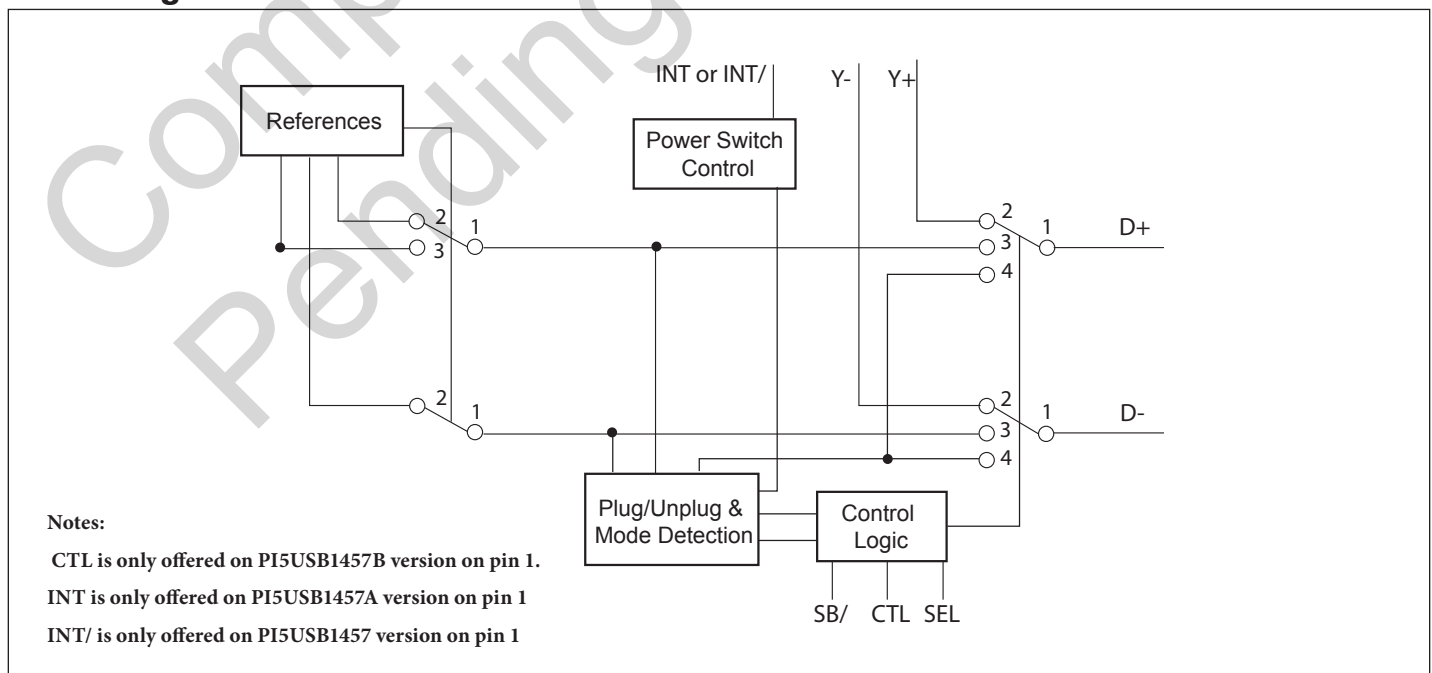 INT or INT/
Y-
Y+
References
Power Switch
Control
2
1
3
2
1
3
4
D+
2
1
2
1
3
4
D-
Plug/Unplug &
Mode Detection
Control
Logic
SB/
CTL
SEL
Notes:
CTL is only offered on PI5USB1457B version on pin 1.
INT is only offered on PI5USB1457A version on pin 1
INT/ is only offered on PI5USB1457 version on pin 1
Pending